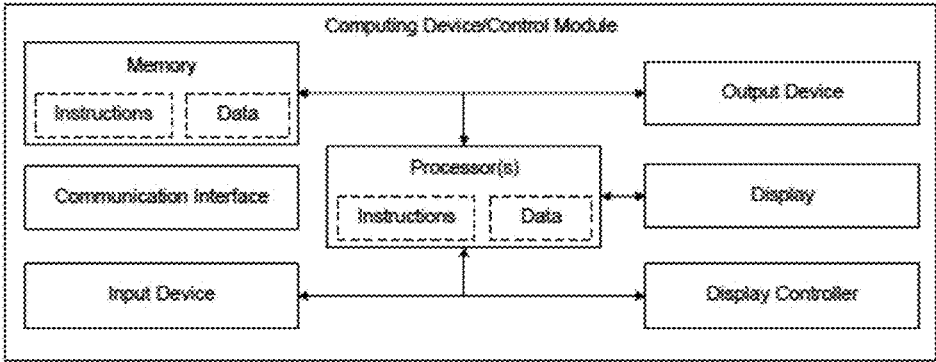 Computing Device/Control Module
Memory
Instructions
Data
Output Device
Processor(s)
Instructions
Data
Communication Interface
Display
Input Device
Display Controller